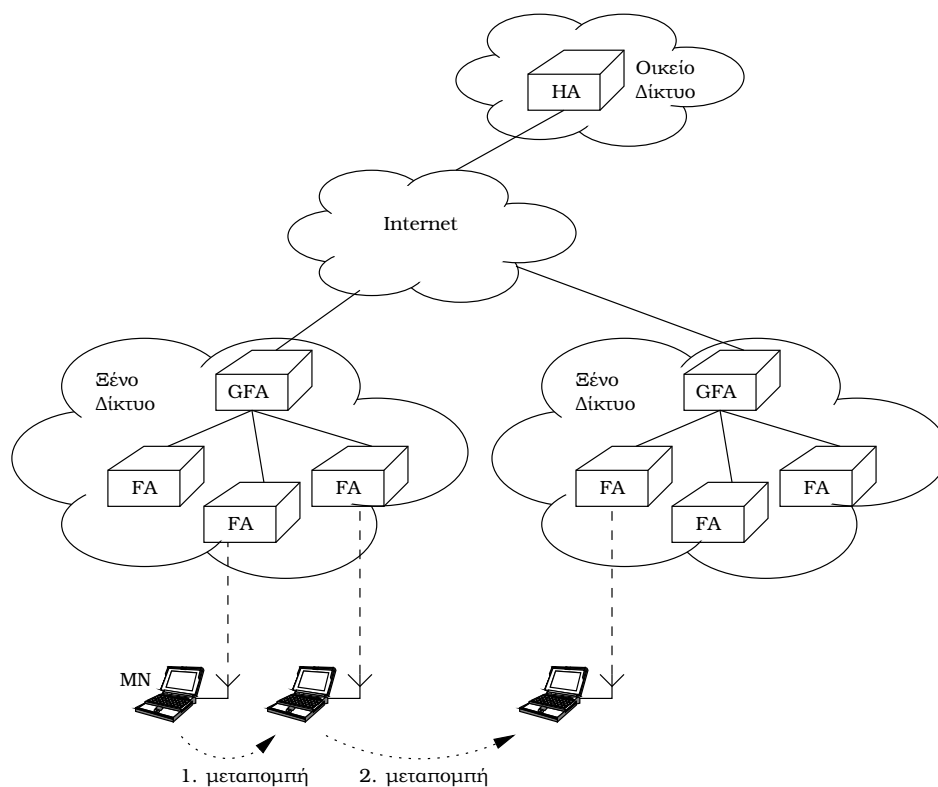 Οικείο
Δίκτυο
HA
Internet
Ξένο
Δίκτυο
GFA
FA
FA
FA
Ξένο
Δίκτυο
GFA
FA
FA
FA
MN
1. μεταπομπή
2. μεταπομπή